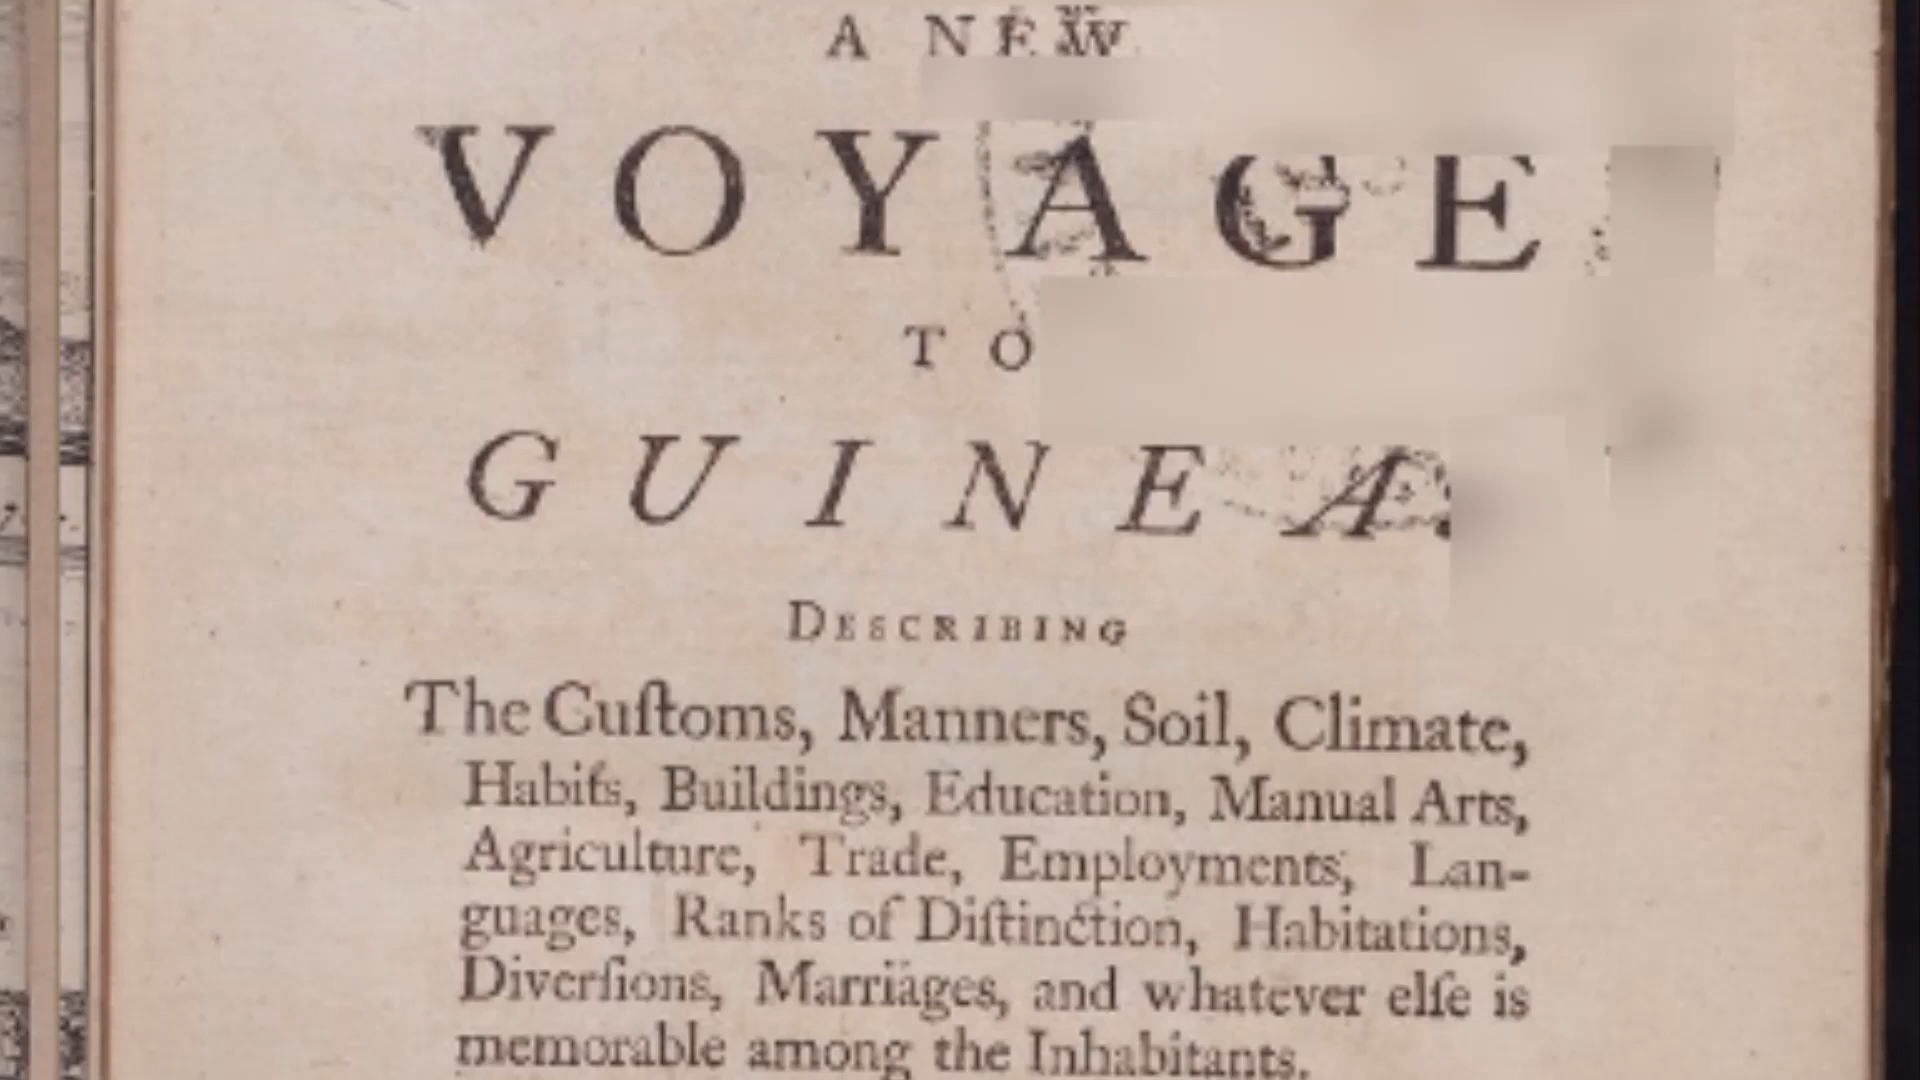 A NEW
VOYAGE
TO
GUINEA
DESCRIBING
The Cuſtoms, Manners, Soil, Climate,
Habits, Buildings, Education, Manual Arts,
Agriculture, Trade, Employments, Lan-
guages, Ranks of Diſtinction, Habitations,
Diverſions, Marriages, and whatever elſe is
memorable among the Inhabitants.